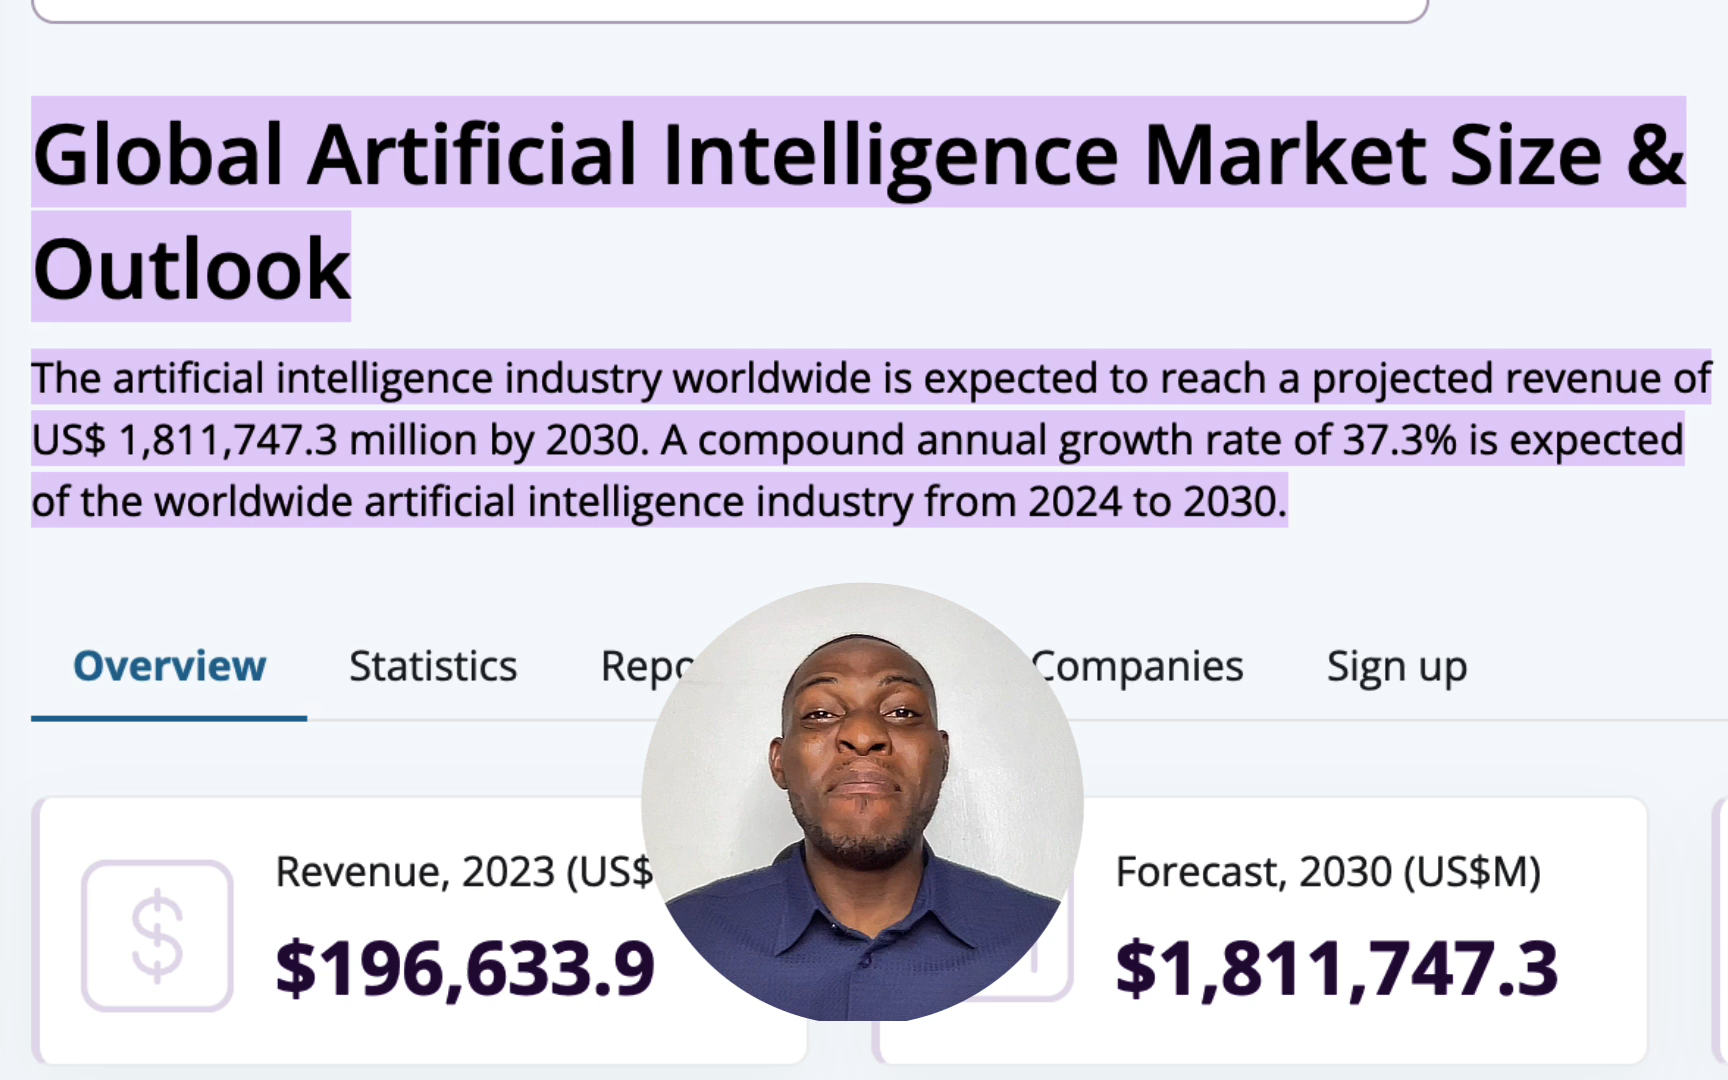 Global Artificial Intelligence Market Size &
Outlook
The artificial intelligence industry worldwide is expected to reach a projected revenue of
US$ 1,811,747.3 million by 2030. A compound annual growth rate of 37.3% is expected
of the worldwide artificial intelligence industry from 2024 to 2030.
Overview Statistics Companies Sign up
Revenue, 2023 (US$ Forecast, 2030 (US$M)
$196,633.9 $1,811,747.3